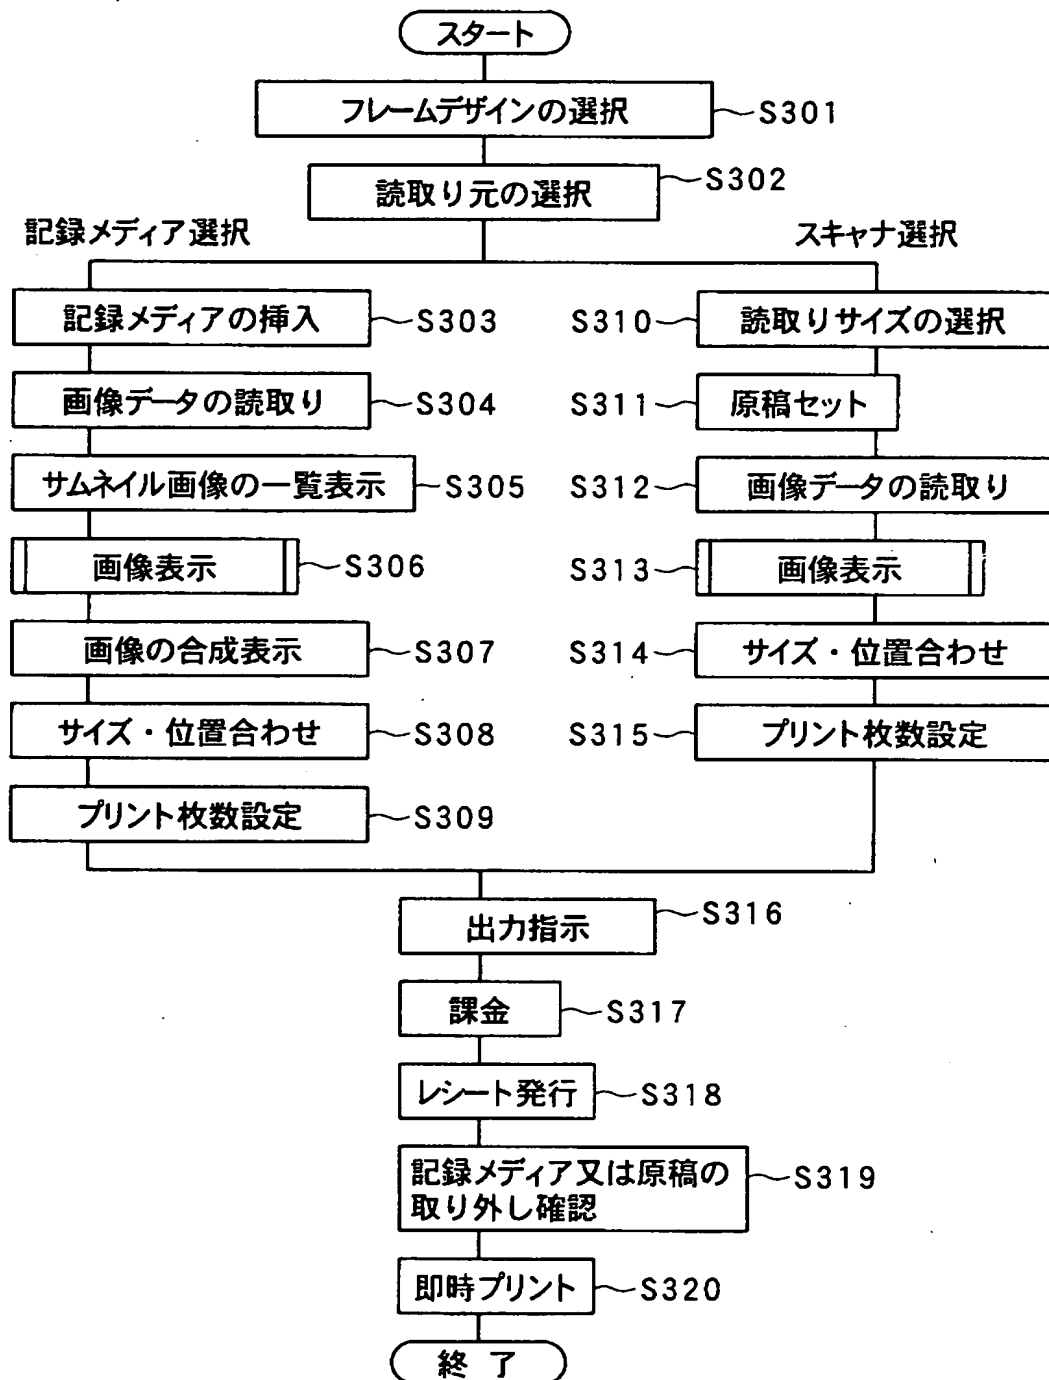 スタート
フレームデザインの選択
S301
読取り元の選択
S302
記録メディア選択
スキャナ選択
記録メディアの挿入
S303
画像データの読取り
S304
サムネイル画像の一覧表示
S305
画像表示
S306
画像の合成表示
S307
サイズ・位置合わせ
S308
プリント枚数設定
S309
S310
読取りサイズの選択
S311
原稿セット
S312
画像データの読取り
S313
画像表示
S314
サイズ・位置合わせ
S315
プリント枚数設定
出力指示
S316
課金
S317
レシート発行
S318
記録メディア又は原稿の
取り外し確認
S319
即時プリント
S320
終 了